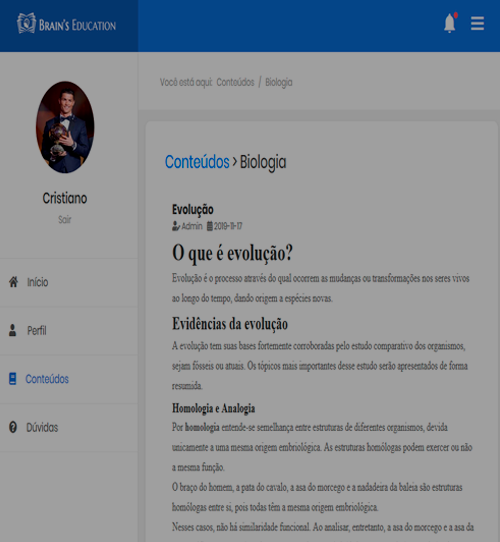 BRAIN'S EDUCATION
Você está aqui: Conteúdos / Biologia
Cristiano
Sair
Início
Perfil
Conteúdos
Dúvidas
Conteúdos > Biologia
Evolução
Admin 2019-11-17
O que é evolução?
Evolução é o processo através do qual ocorrem as mudanças ou transformações nos seres vivos
ao longo do tempo, dando origem a espécies novas.
Evidências da evolução
A evolução tem suas bases fortemente corroboradas pelo estudo comparativo dos organismos,
sejam fósseis ou atuais. Os tópicos mais importantes desse estudo serão apresentados de forma
resumida.
Homologia e Analogia
Por homologia entende-se semelhança entre estruturas de diferentes organismos, devida
unicamente a uma mesma origem embriológica. As estruturas homólogas podem exercer ou não
a mesma função.
O braço do homem, a pata do cavalo, a asa do morcego e a nadadeira da baleia são estruturas
homólogas entre si, pois todas têm a mesma origem embriológica.
Nesses casos, não há similaridade funcional. Ao analisar, entretanto, a asa do morcego e a asa da